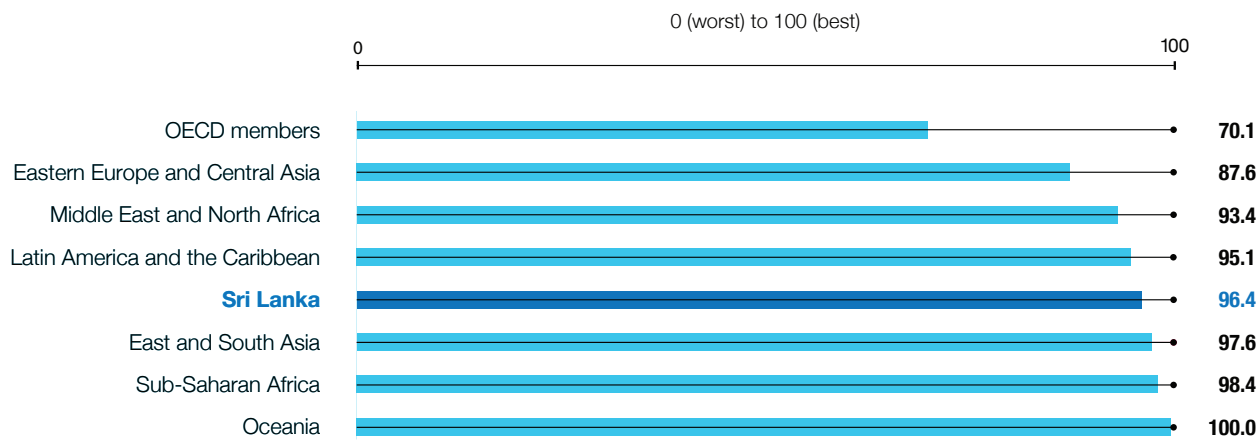 0 (worst) to 100 (best)
0 100
OECD members 70.1
Eastern Europe and Central Asia 87.6
Middle East and North Africa 93.4
Latin America and the Caribbean 95.1
Sri Lanka 96.4
East and South Asia 97.6
Sub-Saharan Africa 98.4
Oceania 100.0